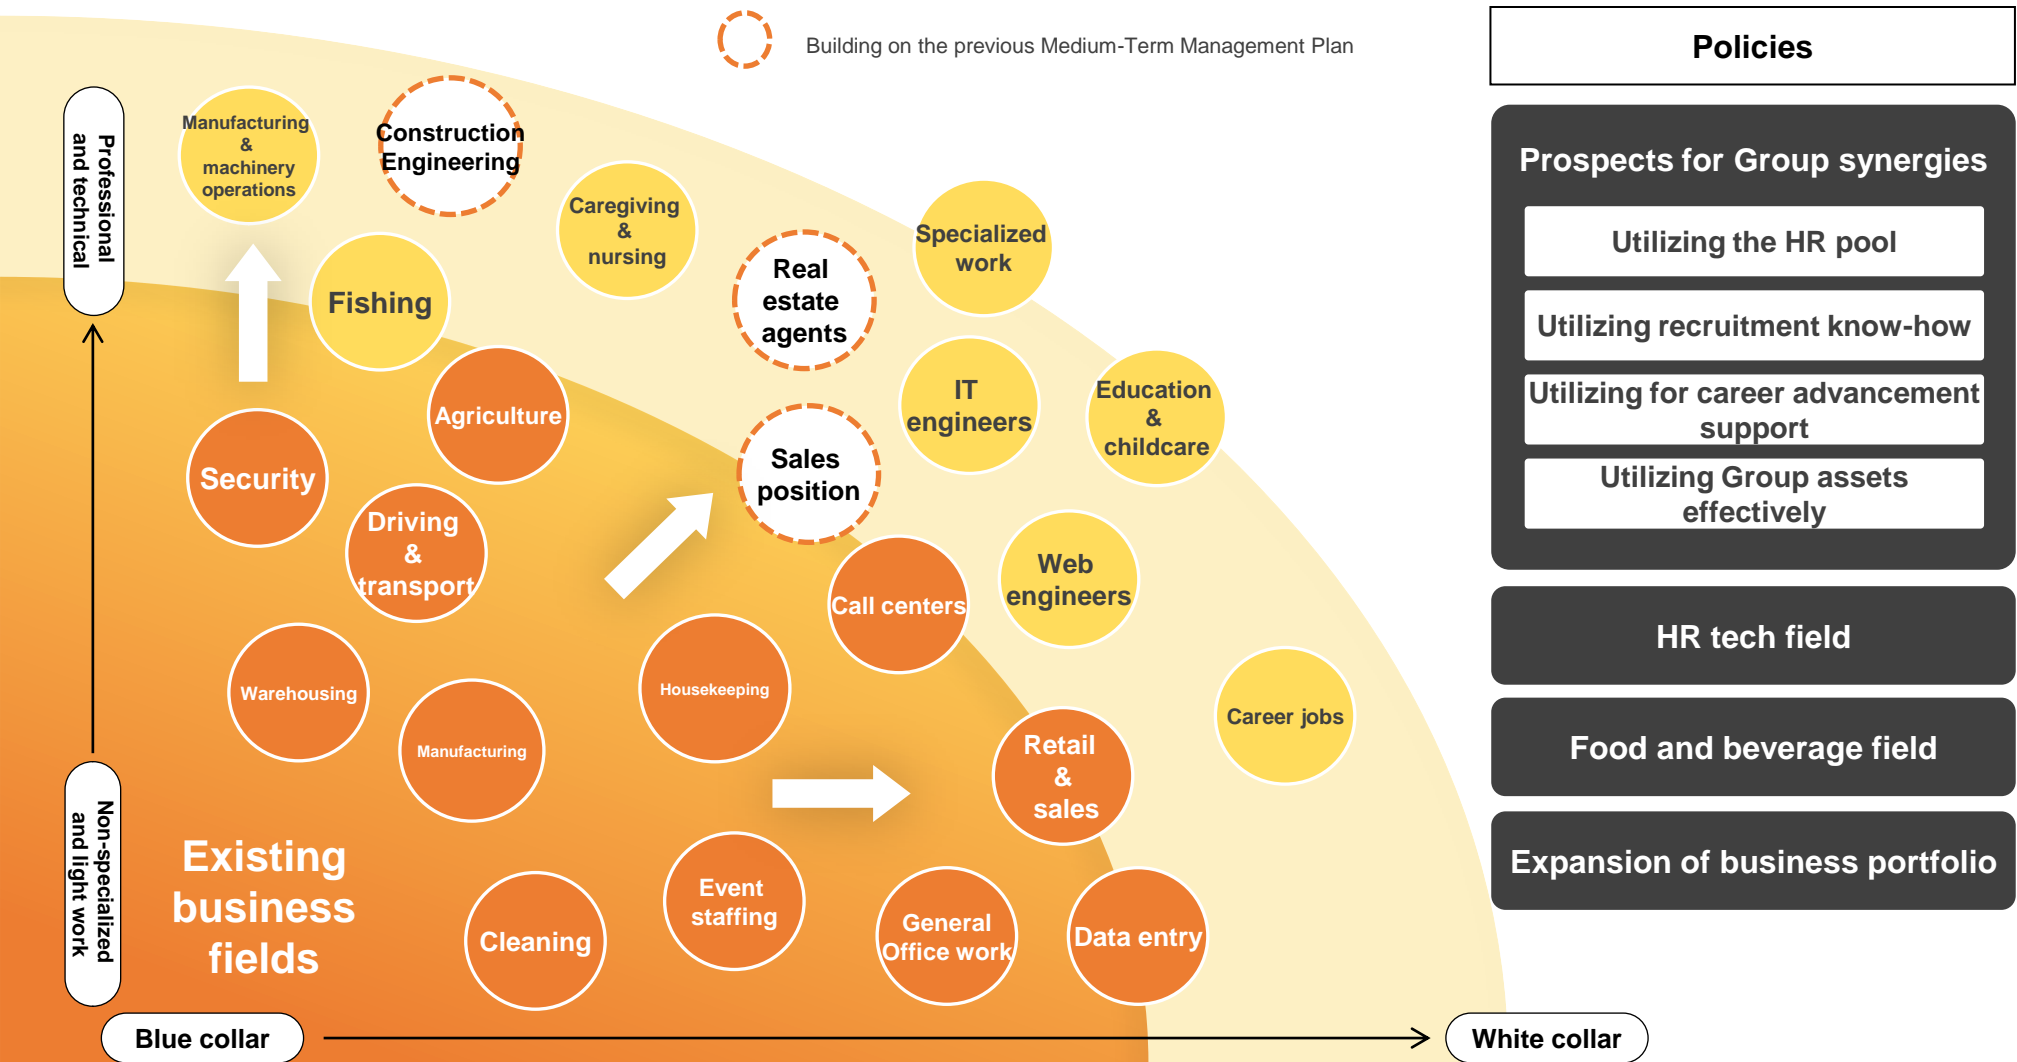 Building on the previous Medium-Term Management Plan
Professional
and technical
Non-specialized
and light work
Blue collar
White collar
Manufacturing
&
machinery
operations
Construction
Engineering
Caregiving
&
nursing
Specialized
work
Fishing
Real
estate
agents
Agriculture
IT
engineers
Education
&
childcare
Security
Sales
position
Driving
&
transport
Call centers
Web
engineers
Warehousing
Housekeeping
Manufacturing
Career jobs
Retail
&
sales
Existing
business
fields
Cleaning
Event
staffing
General
Office work
Data entry
Policies
Prospects for Group synergies
Utilizing the HR pool
Utilizing recruitment know-how
Utilizing for career advancement
support
Utilizing Group assets
effectively
HR tech field
Food and beverage field
Expansion of business portfolio